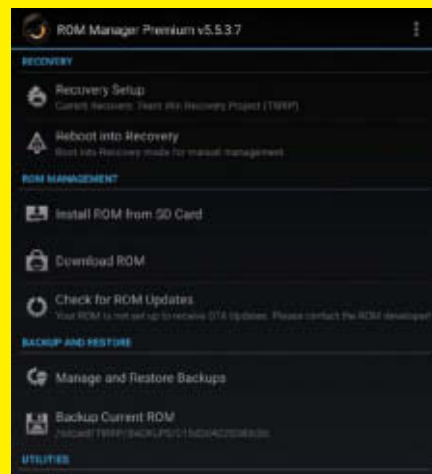 ROM Manager Premium v5.5.3.7
RECOVERY
Recovery Setup
Current Recovery: Team Win Recovery Project (TWRP)
Reboot into Recovery
Boot into Recovery mode for manual management.
ROM MANAGEMENT
Install ROM from SD Card
Download ROM
Check for ROM Updates
Your ROM is not set up to receive OTA Updates. Please contact the ROM developer
BACKUP AND RESTORE
Manage and Restore Backups
Backup Current ROM
UTILITIES